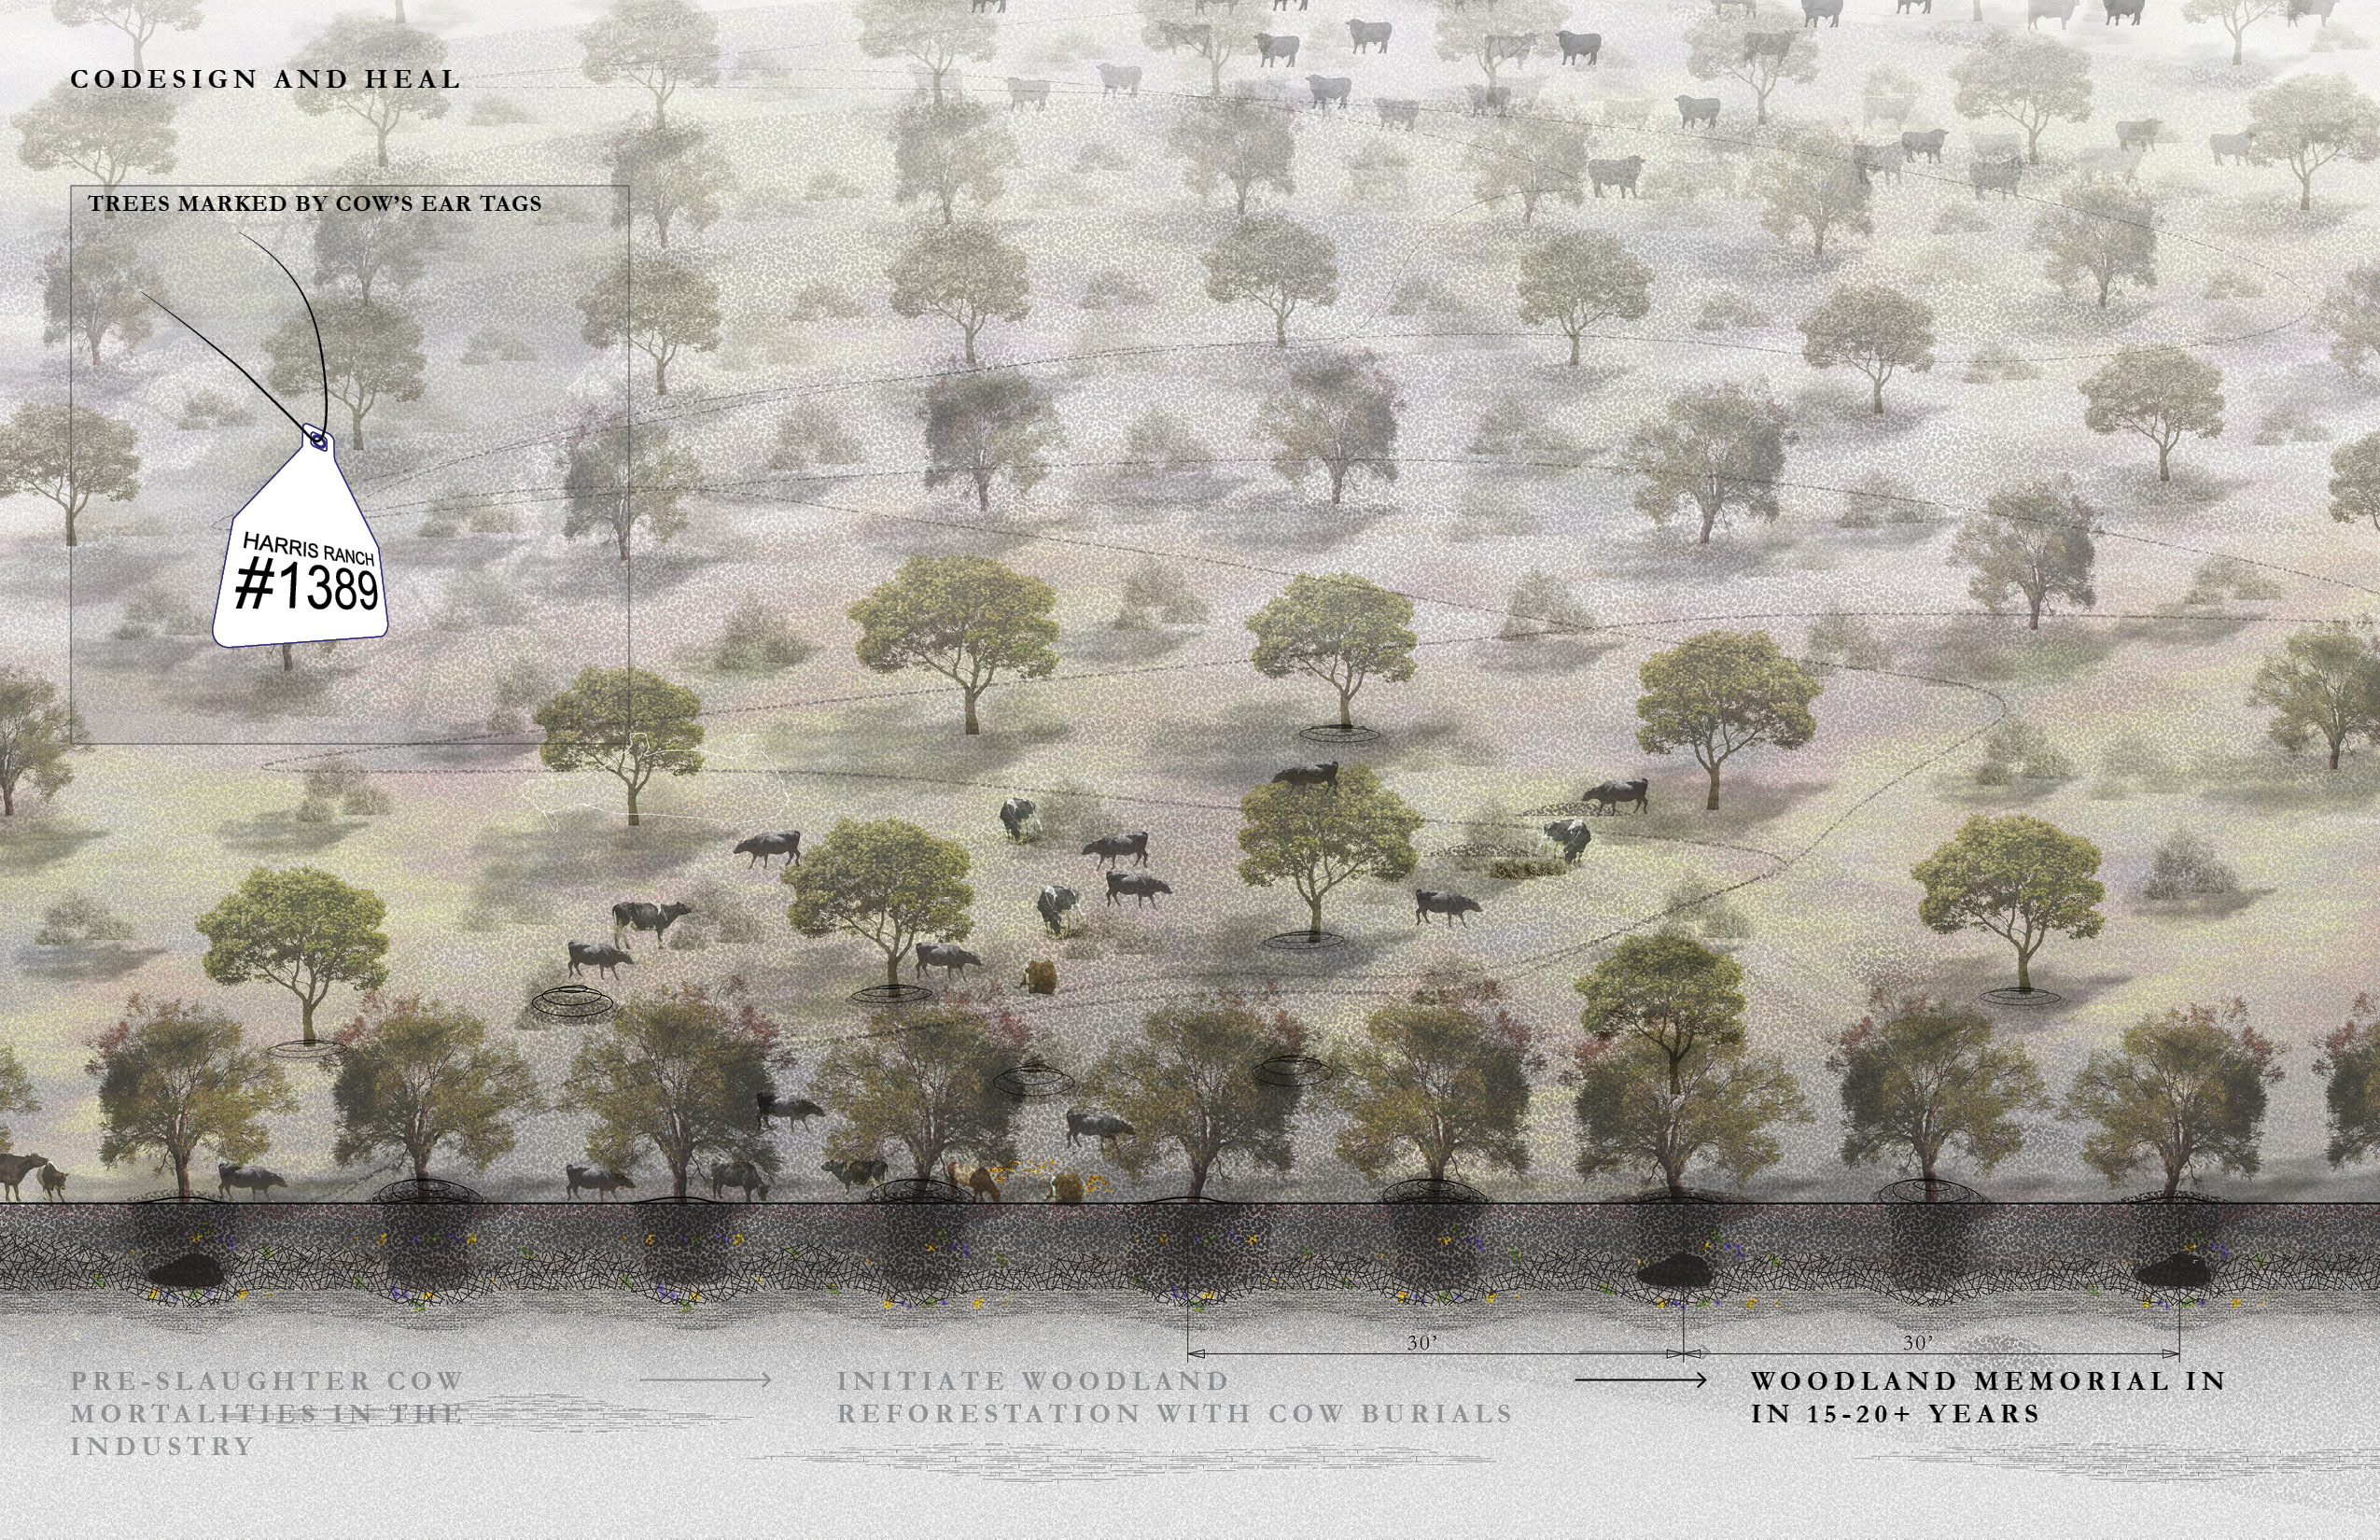 CODESIGN AND HEAL
TREES MARKED BY COW'S EAR TAGS
HARRIS RANCH
#1389
30'
30'
PRE-SLAUGHTER COW
MORTALITIES IN THE
INDUSTRY
INITIATE WOODLAND
REFORESTATION WITH COW BURIALS
WOODLAND MEMORIAL IN
IN 15-20+ YEARS